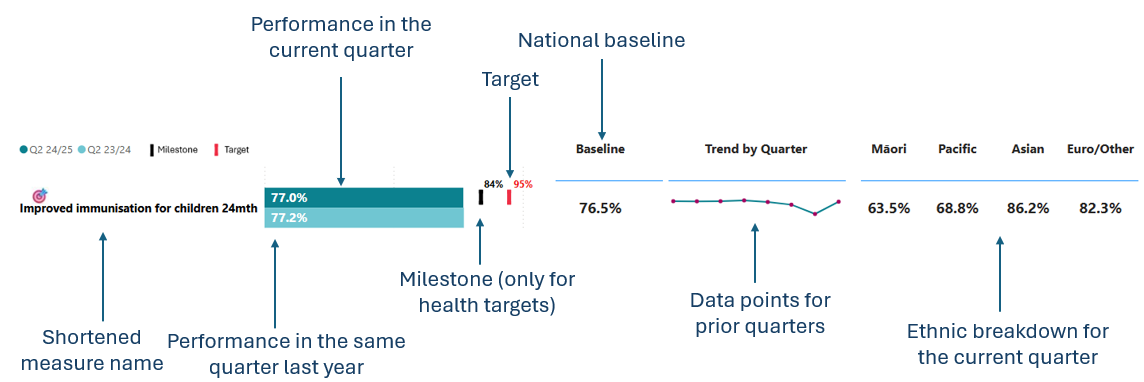 Performance in the
current quarter
National baseline
Target
Q2 24/25 Q2 23/24 Milestone Target
Baseline Trend by Quarter Māori Pacific Asian Euro/Other
84% 95%
77.0%
Improved immunisation for children 24mth
77.2%
76.5% 63.5% 68.8% 86.2% 82.3%
Milestone (only for
health targets)
Data points for
prior quarters
Shortened
measure name
Performance in the same
quarter last year
Ethnic breakdown for
the current quarter